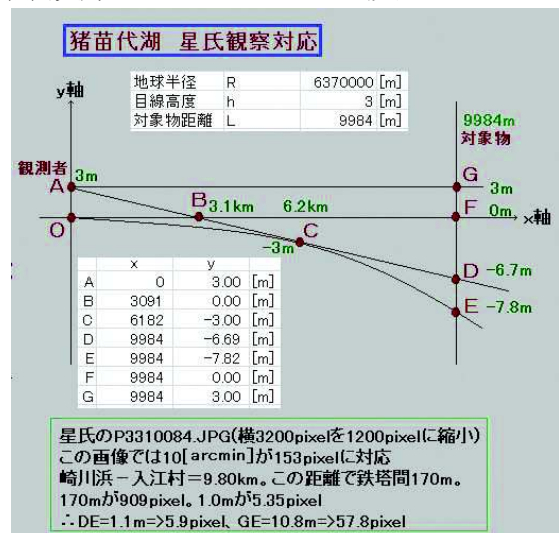 猪苗代湖 星氏観察対応
地球半径 R 6370000 [m]
目線高度 h 3 [m]
対象物距離 L 9984 [m]
y軸
9984m
対象物
観測者
3m
A
G
3m
B
3.1km
6.2km
F
0m
x軸
O
C
-3m
D
-6.7m
E
-7.8m
x y
A 0 3.00 [m]
B 3091 0.00 [m]
C 6182 -3.00 [m]
D 9984 -6.69 [m]
E 9984 -7.82 [m]
F 9984 0.00 [m]
G 9984 3.00 [m]
星氏のP3310084.JPG(横3200pixelを1200pixelに縮小)
この画像では10[arcmin]が153pixelに対応
崎川浜－入江村＝9.80km。この距離で鉄塔間170m。
170mが909pixel。1.0mが5.35pixel
∴DE=1.1m=>5.9pixel、GE=10.8m=>57.8pixel